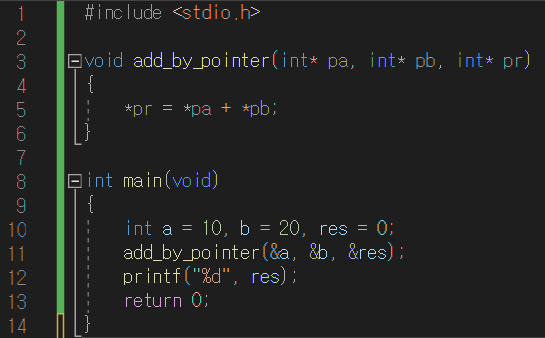 1 #include <stdio.h>
2
3 void add_by_pointer(int* pa, int* pb, int* pr)
4 {
5 *pr = *pa + *pb;
6 }
7
8 int main(void)
9 {
10 int a = 10, b = 20, res = 0;
11 add_by_pointer(&a, &b, &res);
12 printf("%d", res);
13 return 0;
14 }